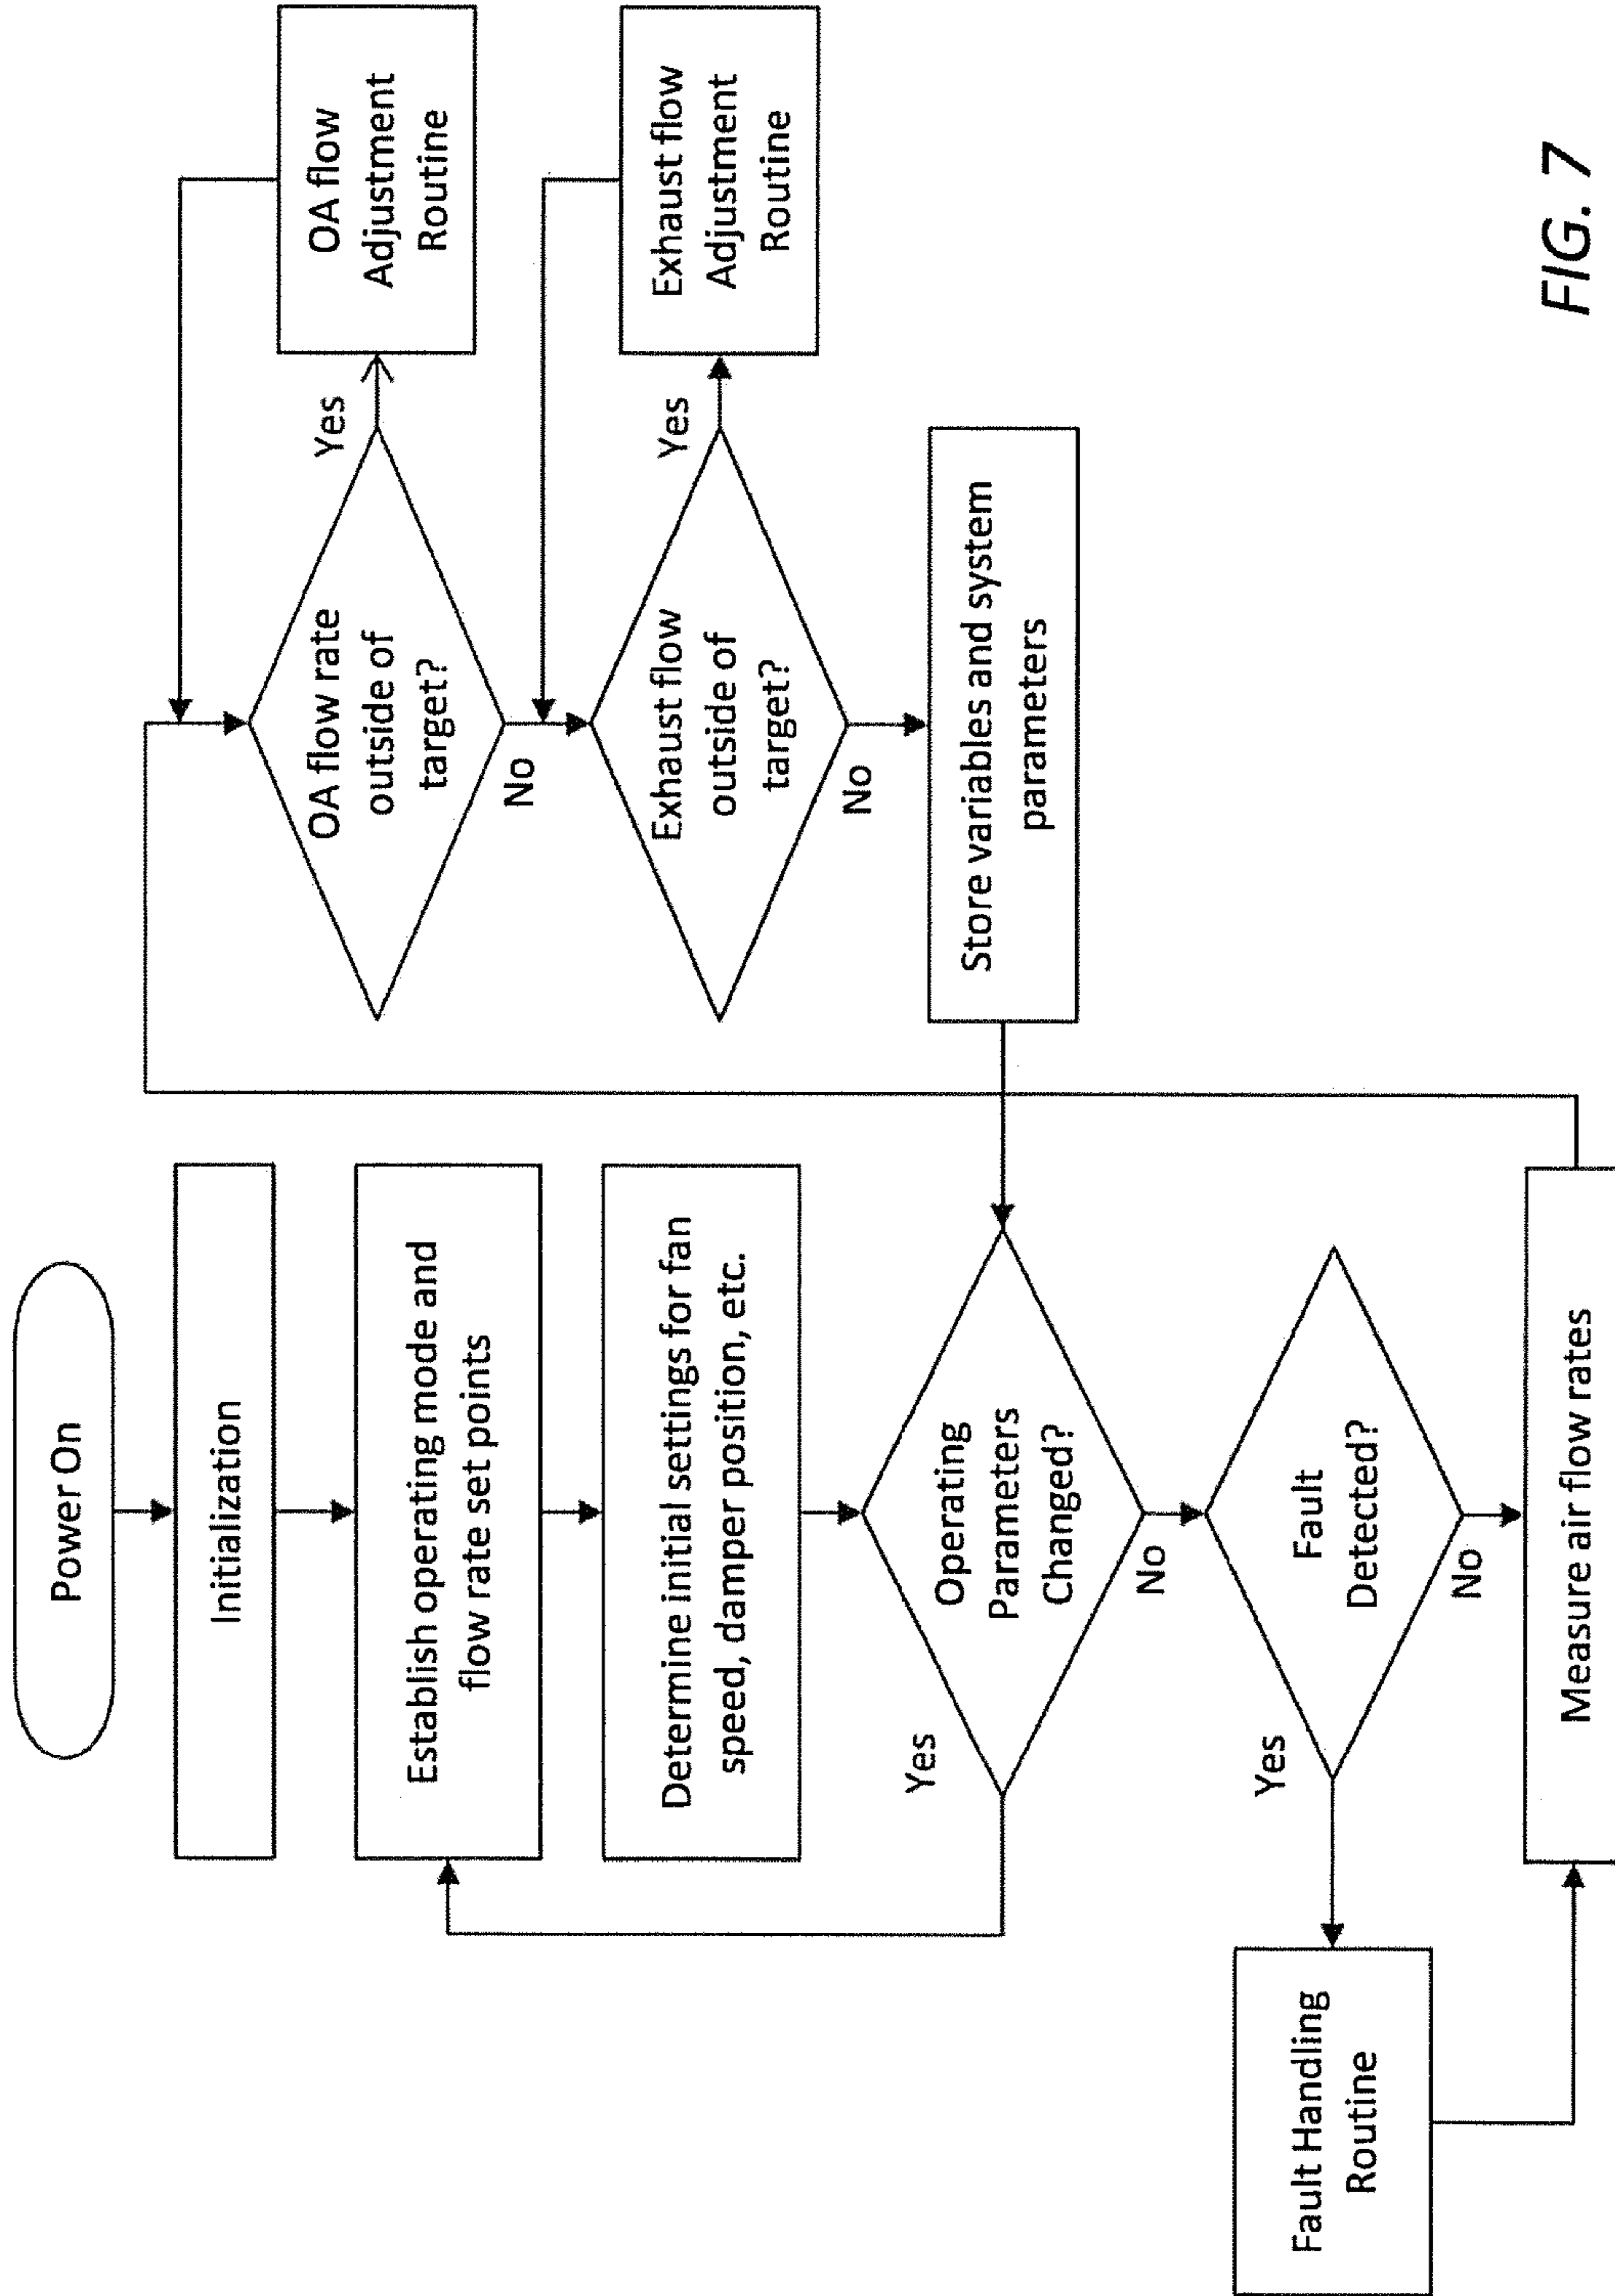 Power On
Initialization
Establish operating mode and
flow rate set points
Determine initial settings for fan
speed, damper position, etc.
Operating
Parameters
Changed?
Yes
No
Fault
Detected?
Yes
No
Fault Handling
Routine
Measure air flow rates
OA flow rate
outside of
target?
Yes
No
OA flow
Adjustment
Routine
Exhaust flow
outside of
target?
Yes
No
Exhaust flow
Adjustment
Routine
Store variables and system
parameters
FIG. 7